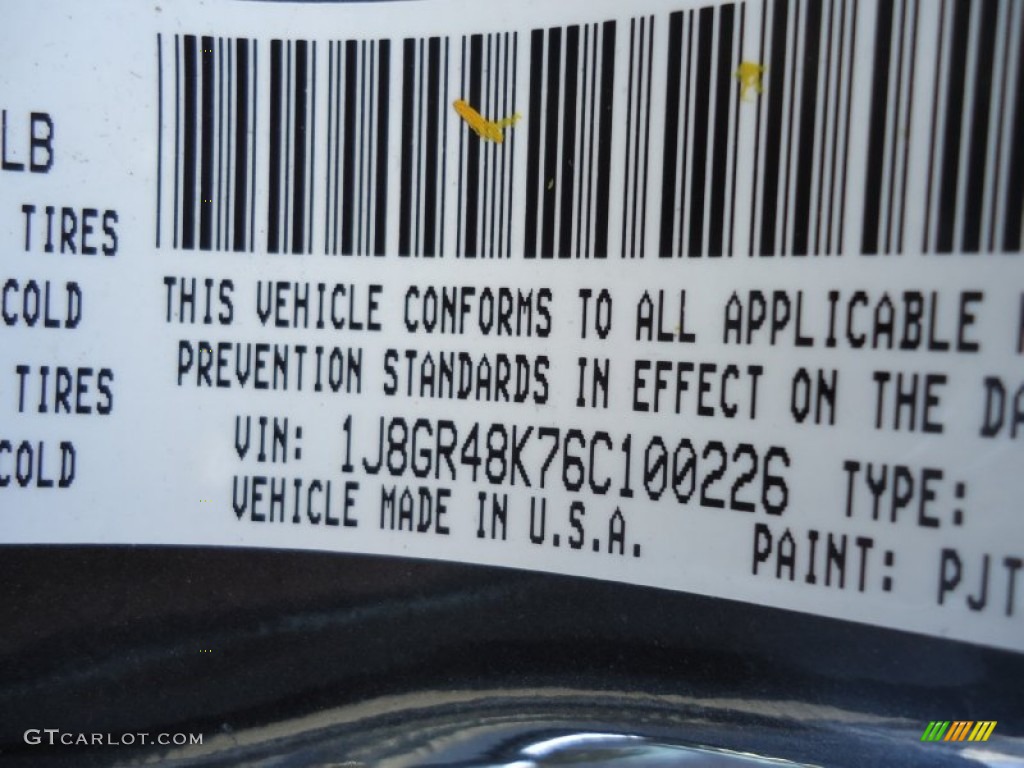 LB
TIRES
COLD
TIRES
COLD
THIS VEHICLE CONFORMS TO ALL APPLICABLE
PREVENTION STANDARDS IN EFFECT ON THE DA
VIN: 1J8GR48K76C100226 TYPE:
VEHICLE MADE IN U.S.A.
PAINT: PJT
GTCARLOT.COM